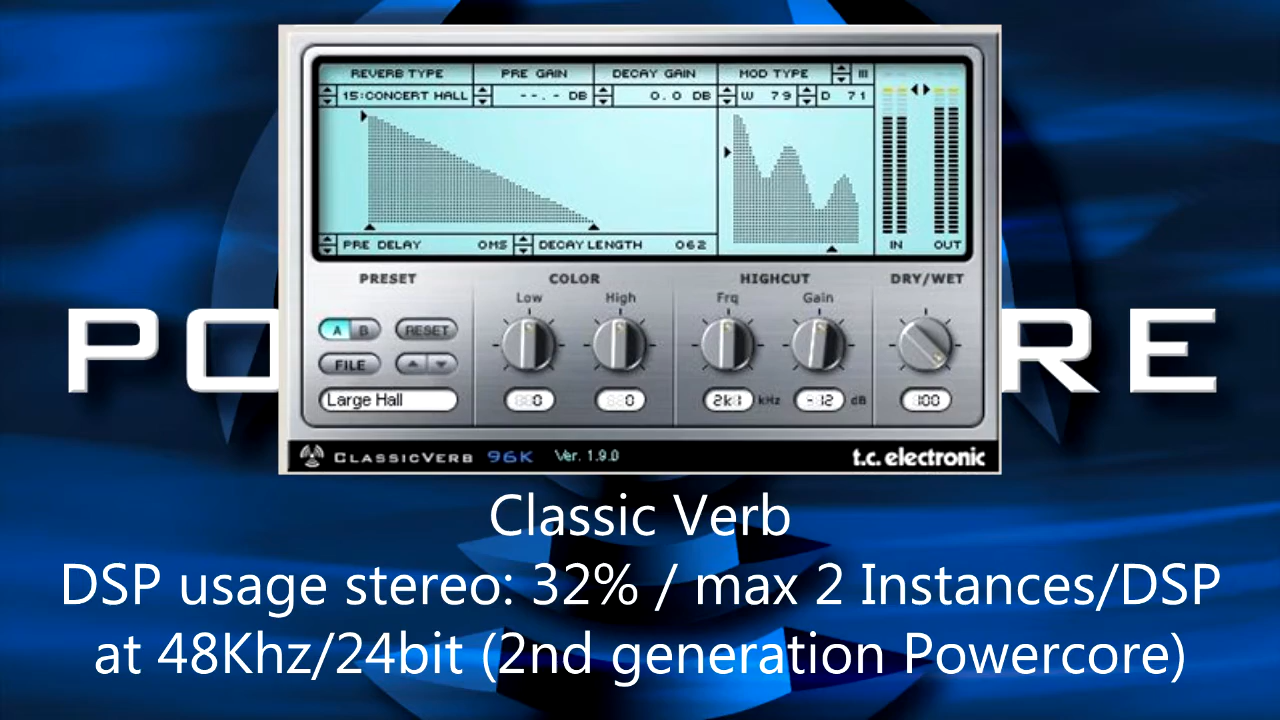 REVERB TYPE PRE GAIN DECAY GAIN MOD TYPE III
15:CONCERT HALL --.- DB 0.0 DB W 79 D 71
PRE DELAY 0MS DECAY LENGTH 062 IN OUT
PRESET COLOR HIGHCUT DRY/WET
Low High Frq Gain
A B RESET
FILE
Large Hall 0 0 2k1 kHz -12 dB 100
CLASSICVERB 96K Ver. 1.9.0 t.c. electronic
PO RE
Classic Verb
DSP usage stereo: 32% / max 2 Instances/DSP
at 48Khz/24bit (2nd generation Powercore)